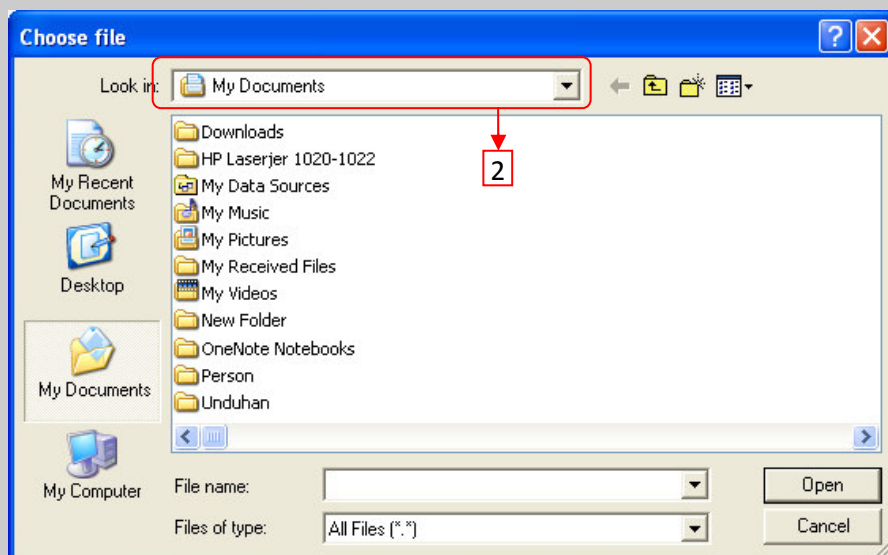 Choose file
Look in: My Documents
2
My Recent Documents
Desktop
My Documents
My Computer
Downloads
HP Laserjer 1020-1022
My Data Sources
My Music
My Pictures
My Received Files
My Videos
New Folder
OneNote Notebooks
Person
Unduhan
File name:
Open
Files of type: All Files (*.*)
Cancel